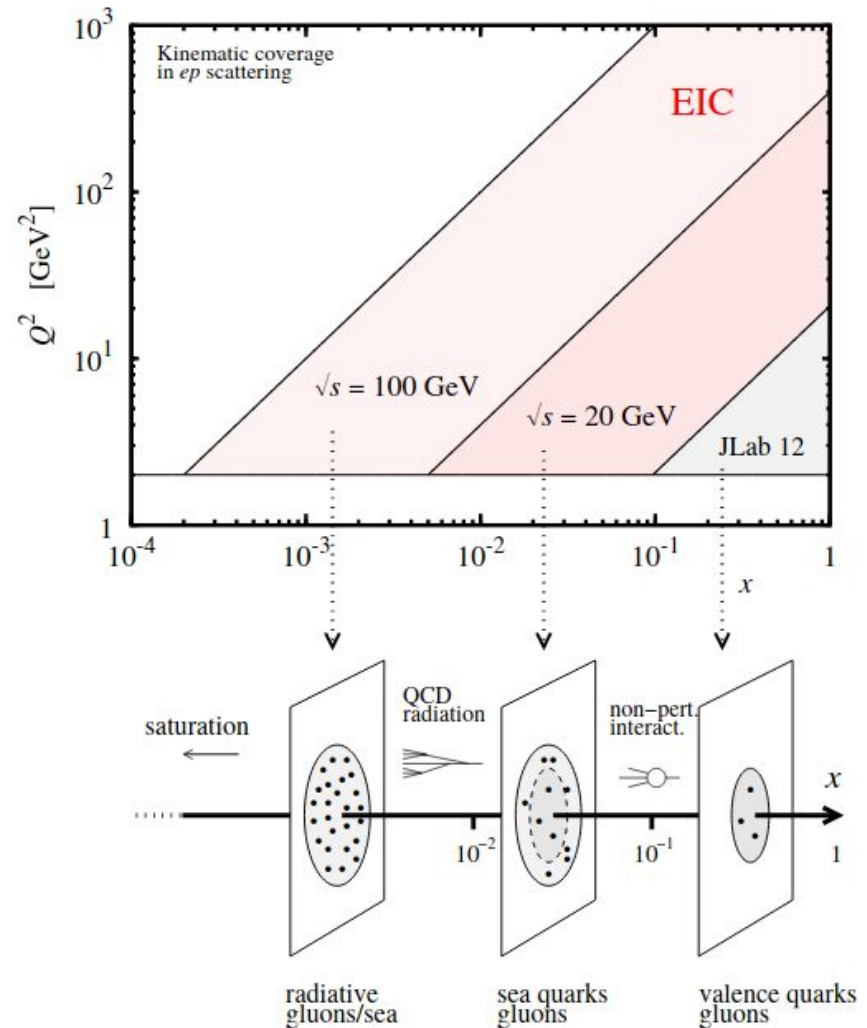 Kinematic coverage
in ep scattering
EIC
10³
10²
10¹
1
Q² [GeV²]
√s = 100 GeV
√s = 20 GeV
JLab 12
10⁻⁴
10⁻³
10⁻²
10⁻¹
1
x
saturation
QCD
radiation
non−pert.
interact.
x
10⁻²
10⁻¹
1
radiative
gluons/sea
sea quarks
gluons
valence quarks
gluons